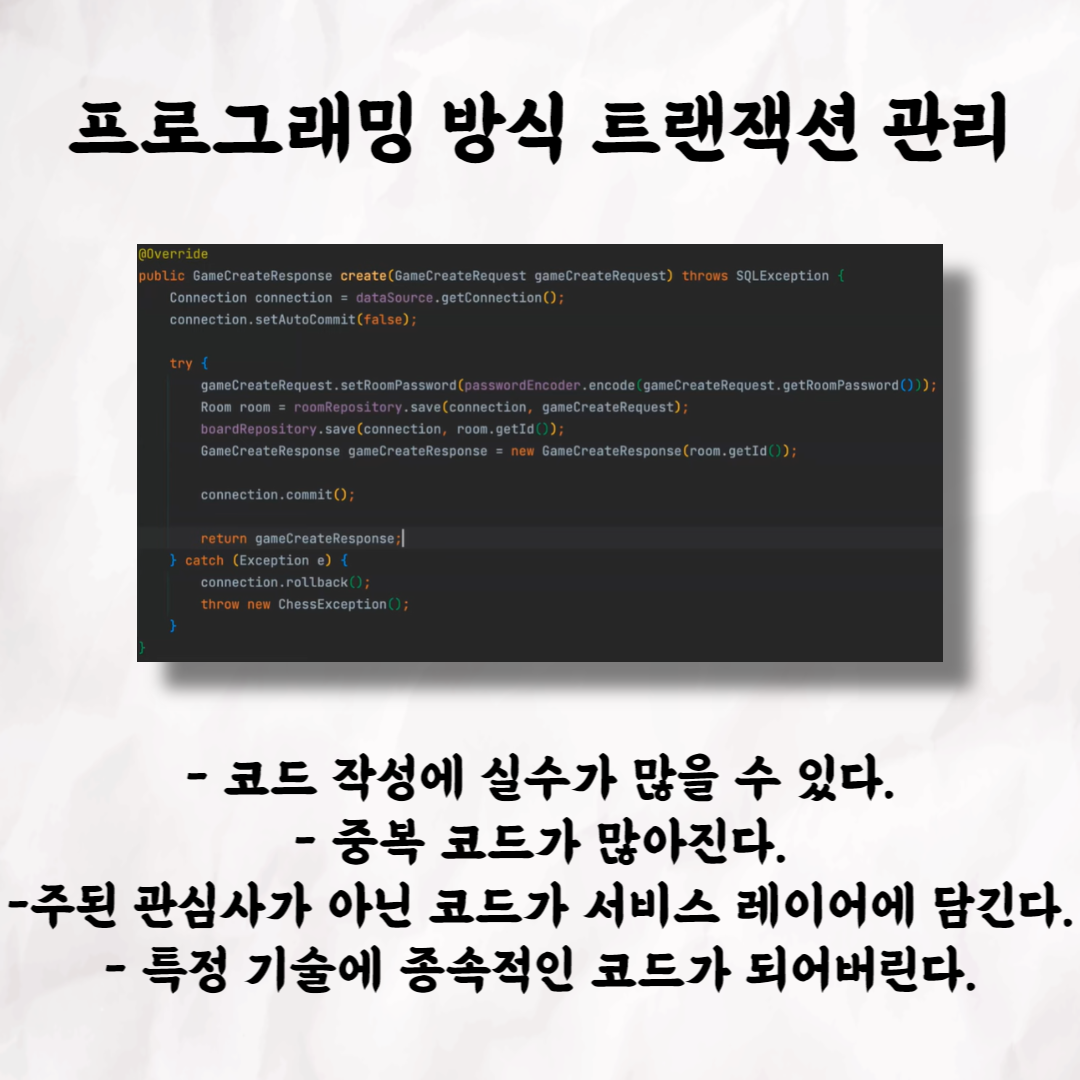 프로그래밍 방식 트랜잭션 관리
@Override
public GameCreateResponse create(GameCreateRequest gameCreateRequest) throws SQLException {
    Connection connection = dataSource.getConnection();
    connection.setAutoCommit(false);

    try {
        gameCreateRequest.setRoomPassword(passwordEncoder.encode(gameCreateRequest.getRoomPassword()));
        Room room = roomRepository.save(connection, gameCreateRequest);
        boardRepository.save(connection, room.getId());
        GameCreateResponse gameCreateResponse = new GameCreateResponse(room.getId());

        connection.commit();

        return gameCreateResponse;
    } catch (Exception e) {
        connection.rollback();
        throw new ChessException();
    }
}
- 코드 작성에 실수가 많을 수 있다.
- 중복 코드가 많아진다.
-주된 관심사가 아닌 코드가 서비스 레이어에 담긴다.
- 특정 기술에 종속적인 코드가 되어버린다.